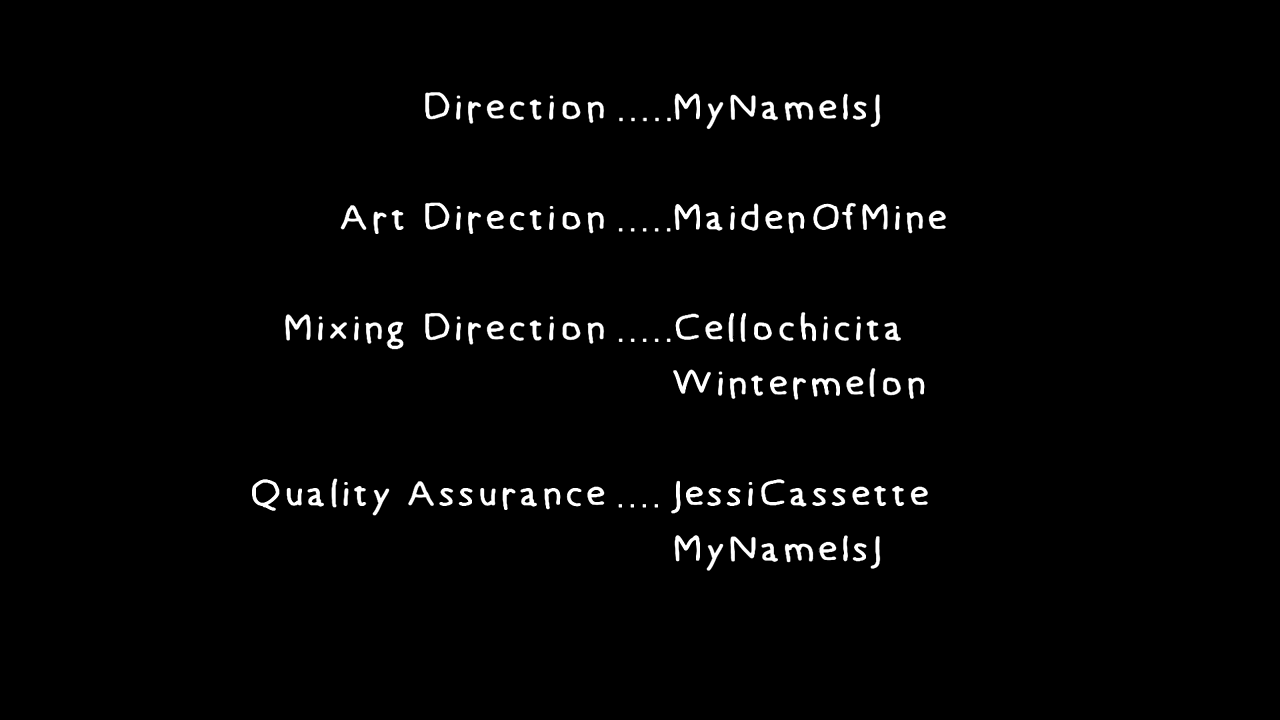 Direction .....MyNameIsJ
Art Direction .....MaidenOfMine
Mixing Direction .....Cellochicita
Wintermelon
Quality Assurance .... JessiCassette
MyNameIsJ